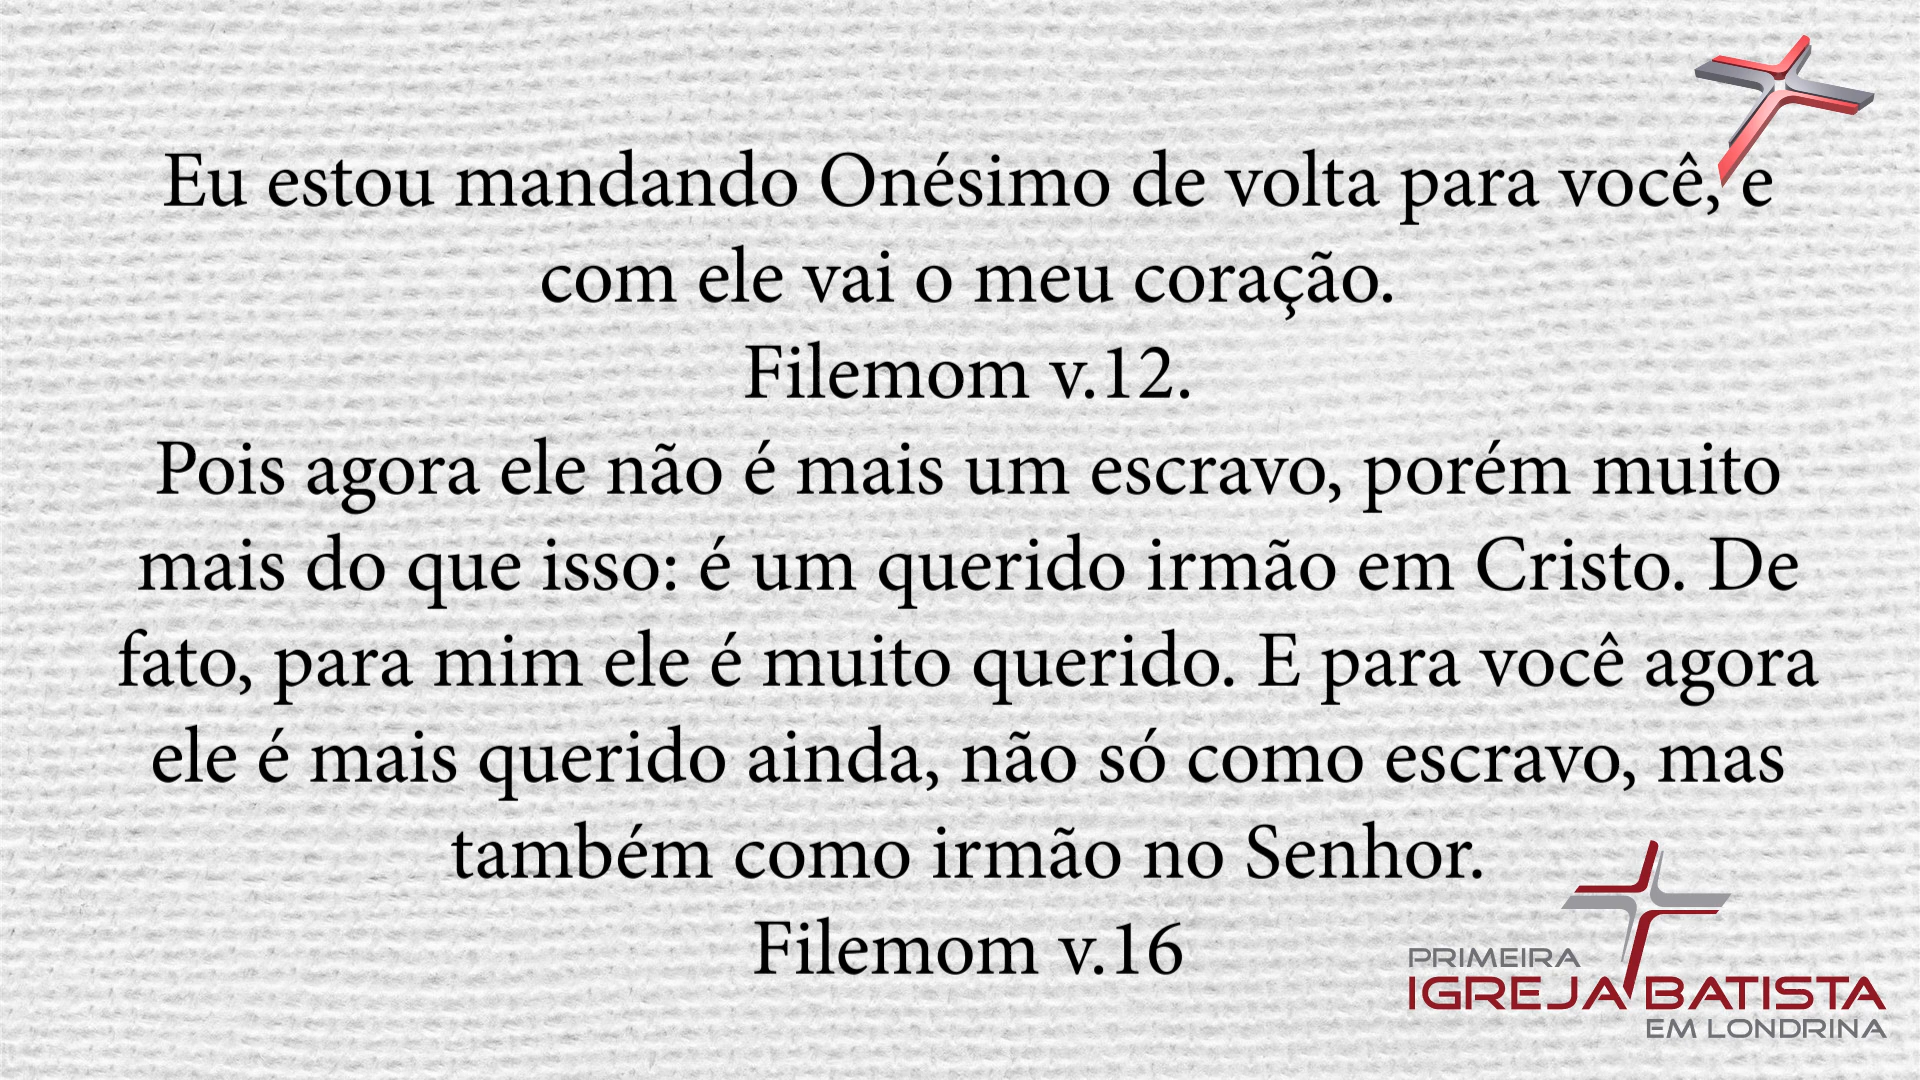 Eu estou mandando Onésimo de volta para você, e
com ele vai o meu coração.
Filemom v.12.
Pois agora ele não é mais um escravo, porém muito
mais do que isso: é um querido irmão em Cristo. De
fato, para mim ele é muito querido. E para você agora
ele é mais querido ainda, não só como escravo, mas
também como irmão no Senhor.
Filemom v.16
PRIMEIRA
IGREJA BATISTA
EM LONDRINA